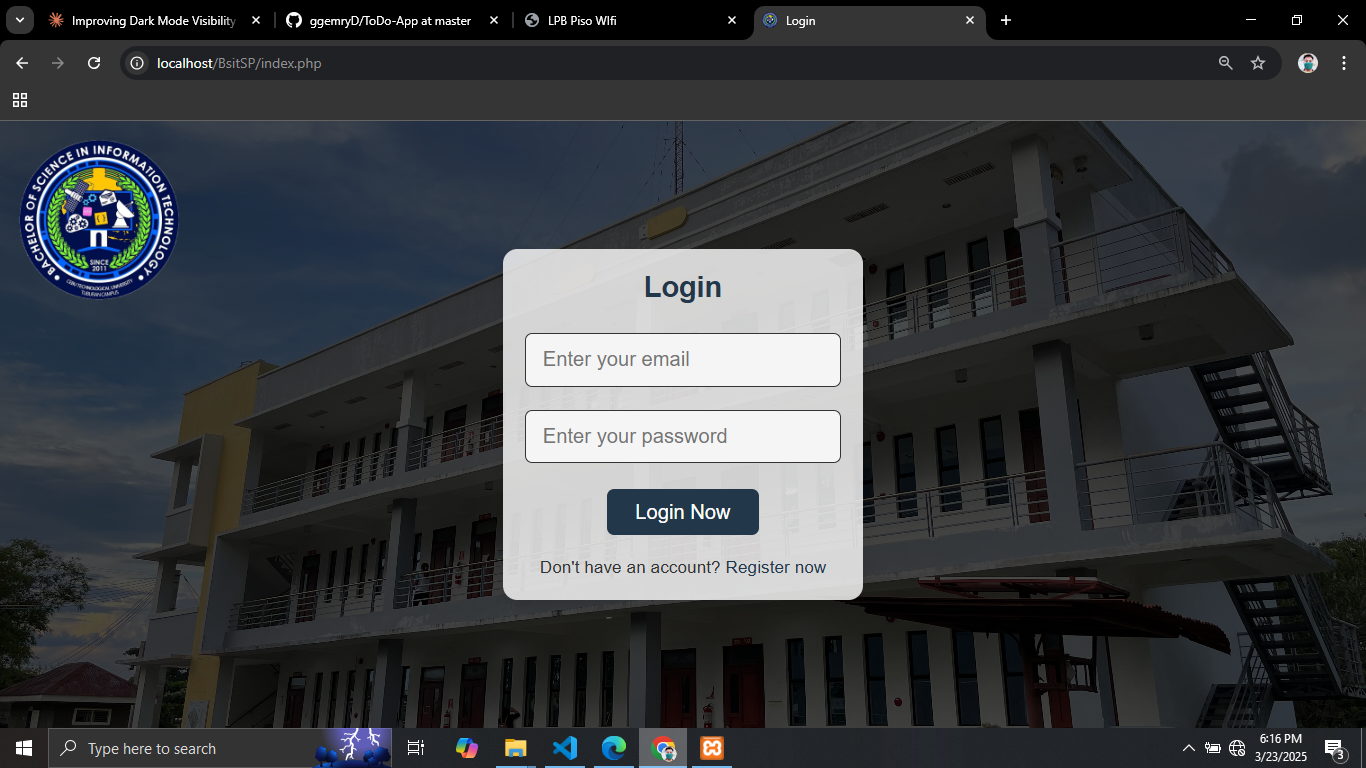 Improving Dark Mode Visibility
ggemryD/ToDo-App at master
LPB Piso WIfi
Login
localhost/BsitSP/index.php
BACHELOR OF SCIENCE IN INFORMATION TECHNOLOGY
SINCE
2011
CEBU TECHNOLOGICAL UNIVERSITY
TUBURAN CAMPUS
Login
Enter your email
Enter your password
Login Now
Don't have an account? Register now
Type here to search
6:16 PM
3/23/2025
3